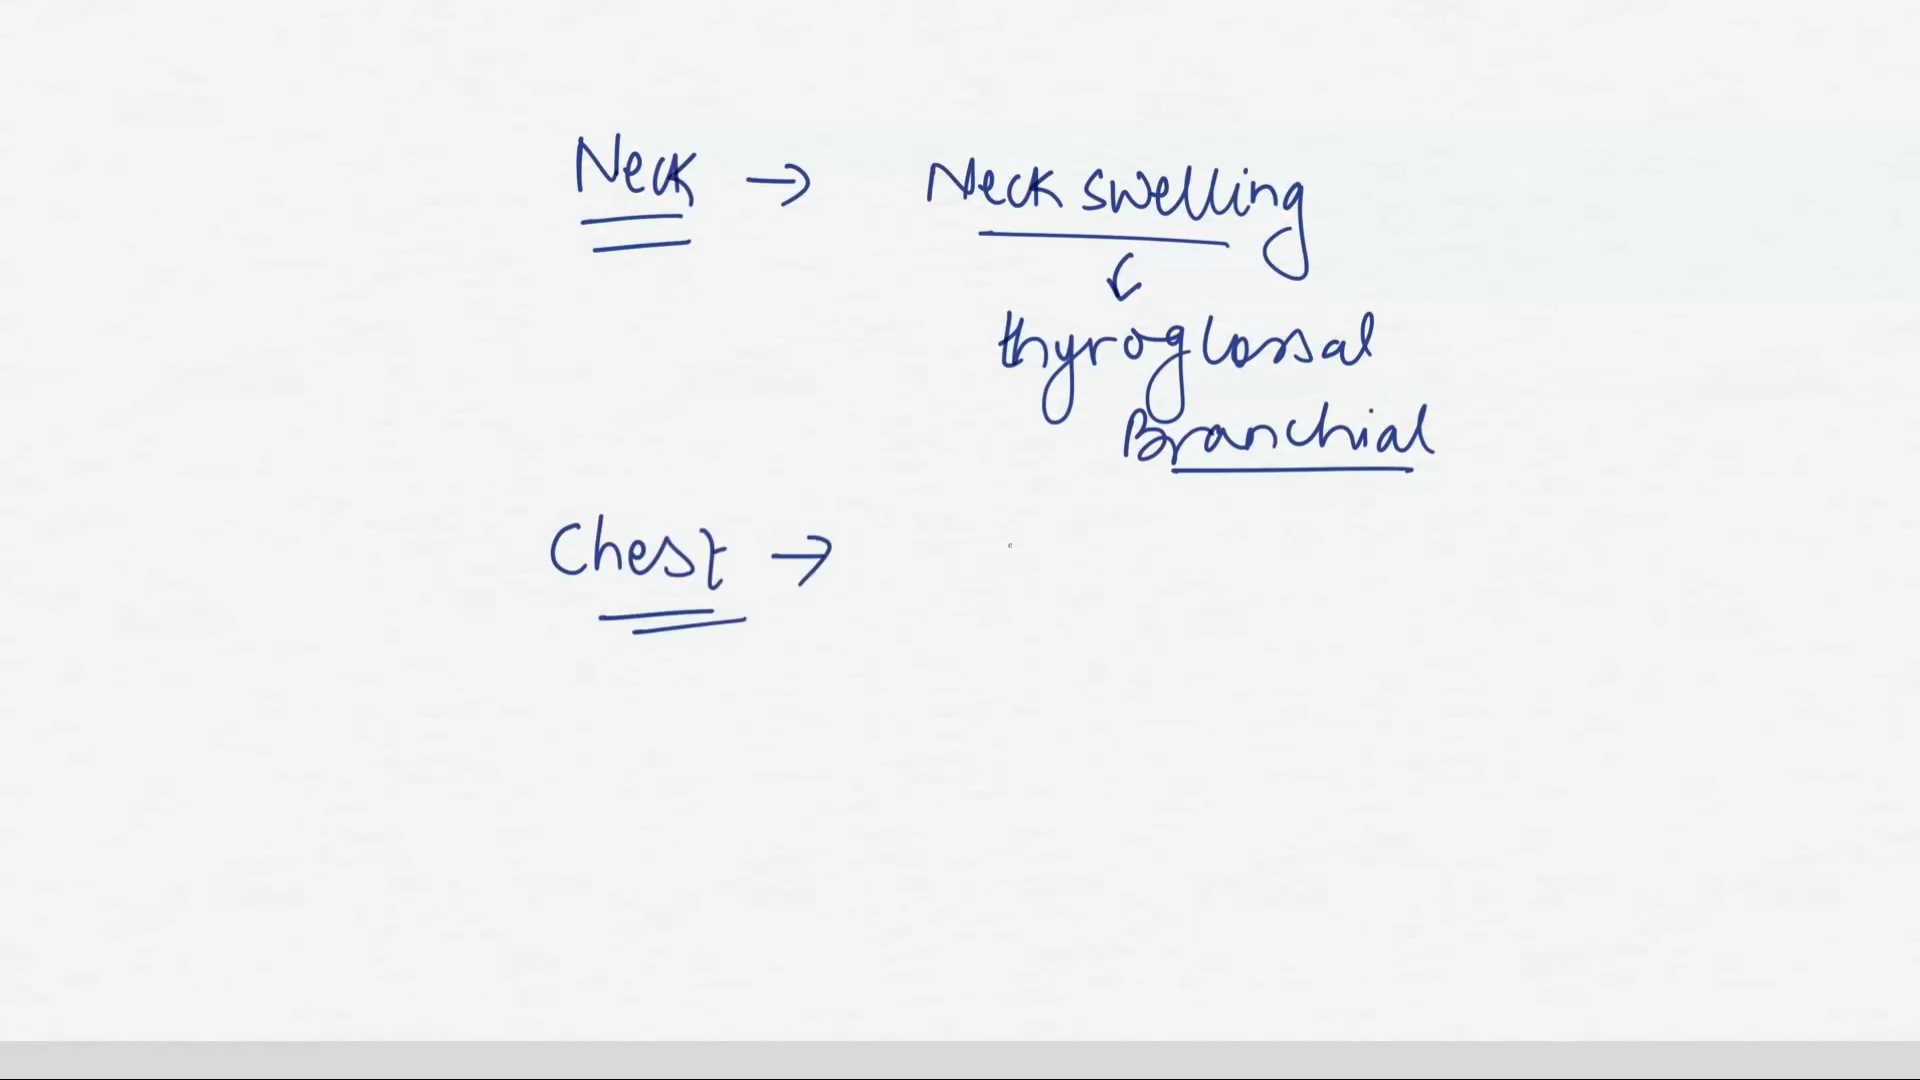 Neck → Neck swelling
thyroglossal
Branchial
Chest →